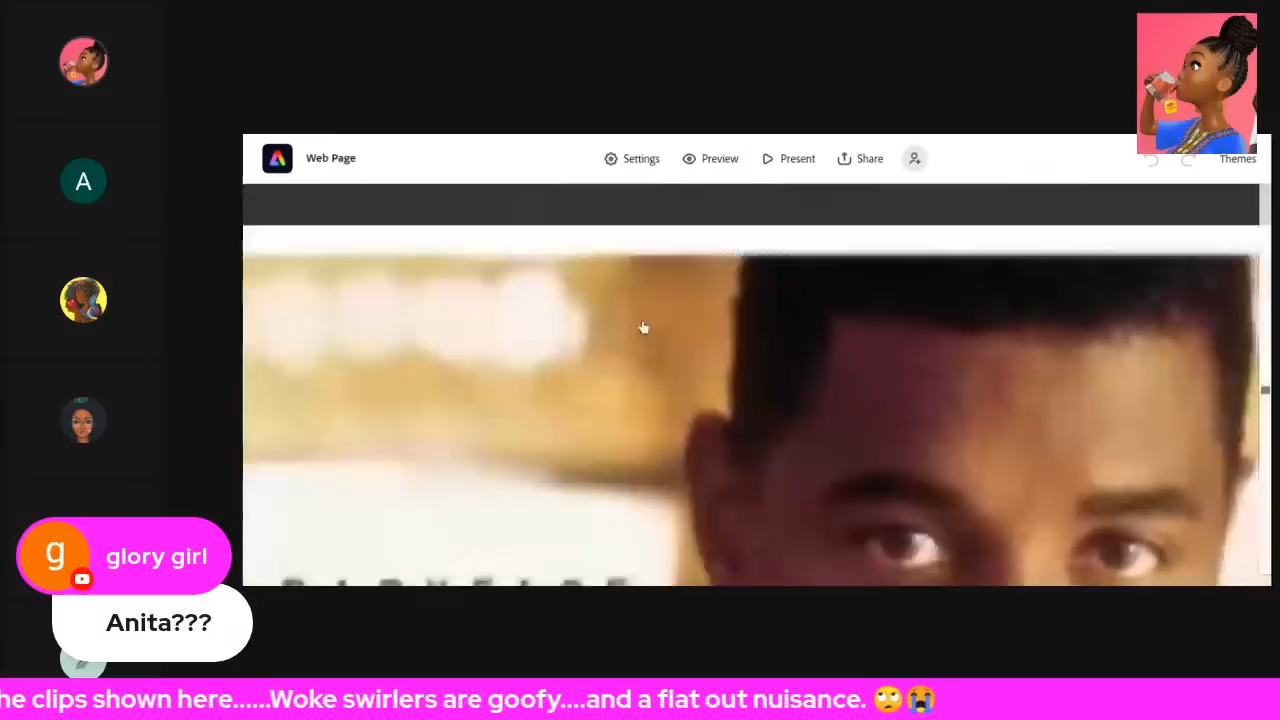 Web Page
Settings
Preview
Present
Share
Themes
A
g
glory girl
Anita???
he clips shown here......Woke swirlers are goofy....and a flat out nuisance. 🙄😭